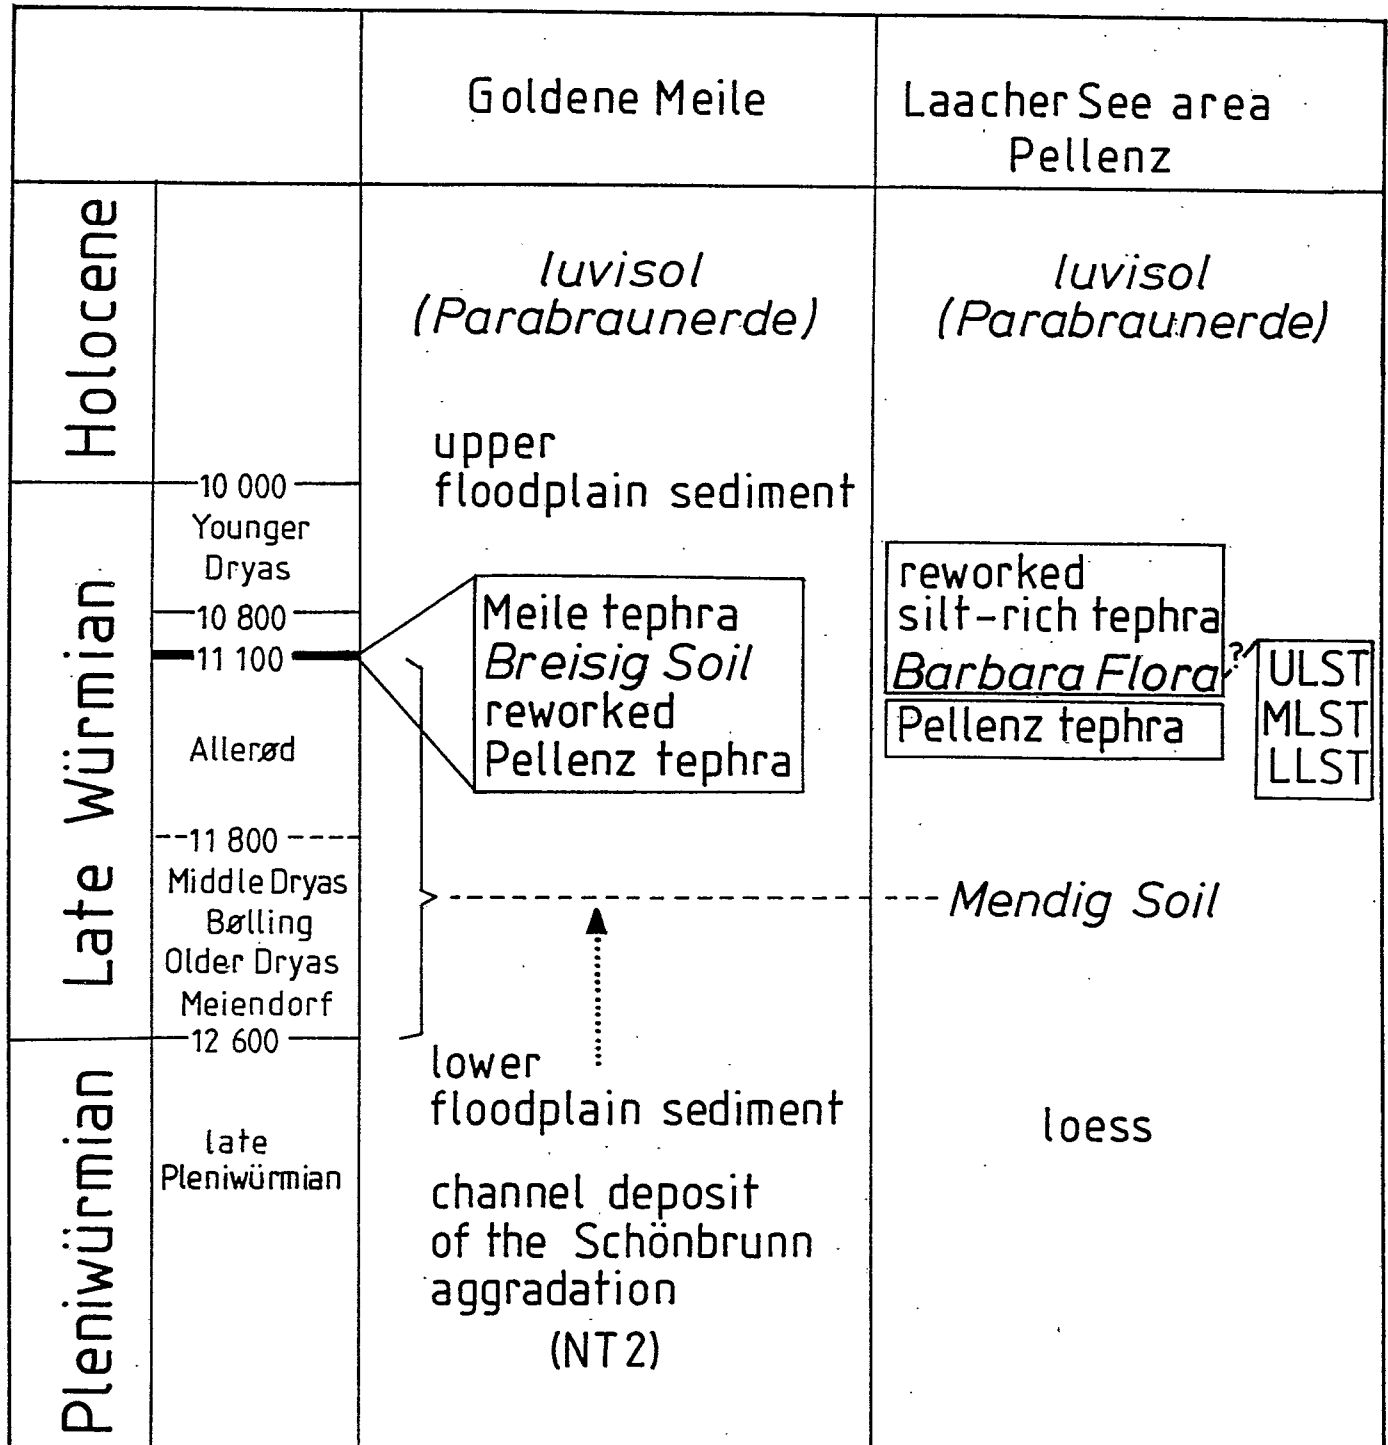 Goldene Meile
Laacher See area
Pellenz
Holocene
luvisol
(Parabraunerde)
luvisol
(Parabraunerde)
upper
floodplain sediment
10 000
Younger
Dryas
10 800
11 100
Late Würmian
Meile tephra
Breisig Soil
reworked
Pellenz tephra
reworked
silt-rich tephra
Barbara Flora
?
Pellenz tephra
ULST
MLST
LLST
Allerød
11 800
Middle Dryas
Bølling
Older Dryas
Meiendorf
12 600
Mendig Soil
Pleniwürmian
late
Pleniwürmian
lower
floodplain sediment
channel deposit
of the Schönbrunn
aggradation
(NT2)
loess